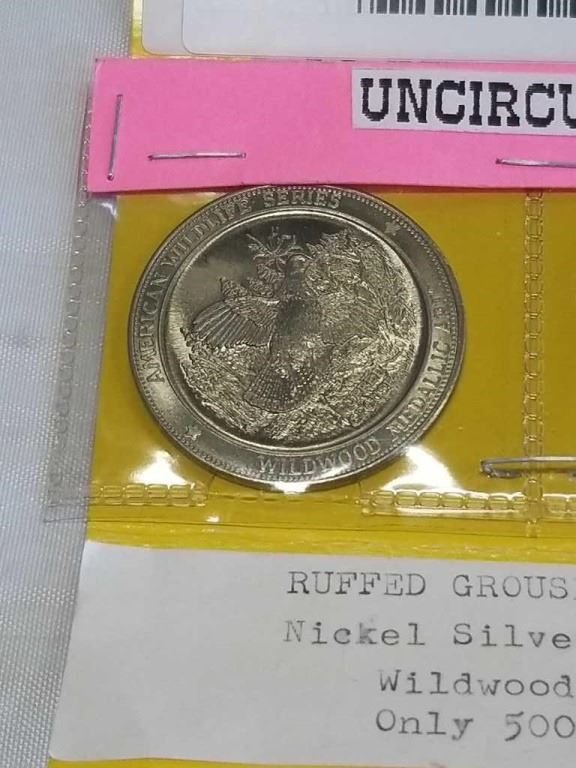 UNCIRCU
AMERICAN WILDLIFE SERIES
WILDWOOD MEDALLIC ART
RUFFED GROUS
Nickel Silve
Wildwood
Only 500